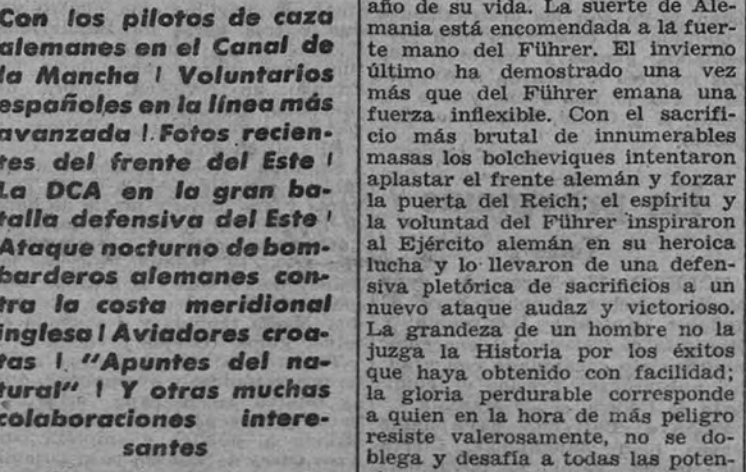 Con los pilotos de caza
alemanes en el Canal de
la Mancha | Voluntarios
españoles en la línea más
avanzada | Fotos recien-
tes del frente del Este |
La DCA en la gran ba-
talla defensiva del Este |
Ataque nocturno de bom-
barderos alemanes con-
tra la costa meridional
inglesa | Aviadores croa-
tas | "Apuntes del na-
tural" | Y otras muchas
colaboraciones intere-
santes
año de su vida. La suerte de Ale-
mania está encomendada a la fuer-
te mano del Führer. El invierno
último ha demostrado una vez
más que del Führer emana una
fuerza inflexible. Con el sacrifi-
cio más brutal de innumerables
masas los bolcheviques intentaron
aplastar el frente alemán y forzar
la puerta del Reich; el espíritu y
la voluntad del Führer inspiraron
al Ejército alemán en su heroica
lucha y lo llevaron de una defen-
siva pletórica de sacrificios a un
nuevo ataque audaz y victorioso.
La grandeza de un hombre no la
juzga la Historia por los éxitos
que haya obtenido con facilidad;
la gloria perdurable corresponde
a quien en la hora de más peligro
resiste valerosamente, no se do-
blega y desafía a todas las poten-